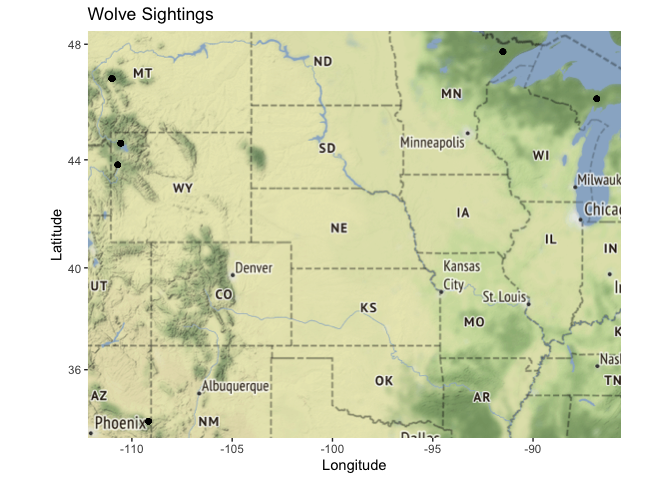 Wolve Sightings
48
ND
MT
MN
Minneapolis
SD
WI
44
Milwauk
WY
Chicag
IA
NE
IL
IN
Latitude
40
Denver
Kansas
City
UT
CO
St. Louis
KS
MO
K
36
Nash
OK
TN
Albuquerque
AZ
AR
Phoenix
NM
Dallas
-110
-105
-100
-95
-90
Longitude